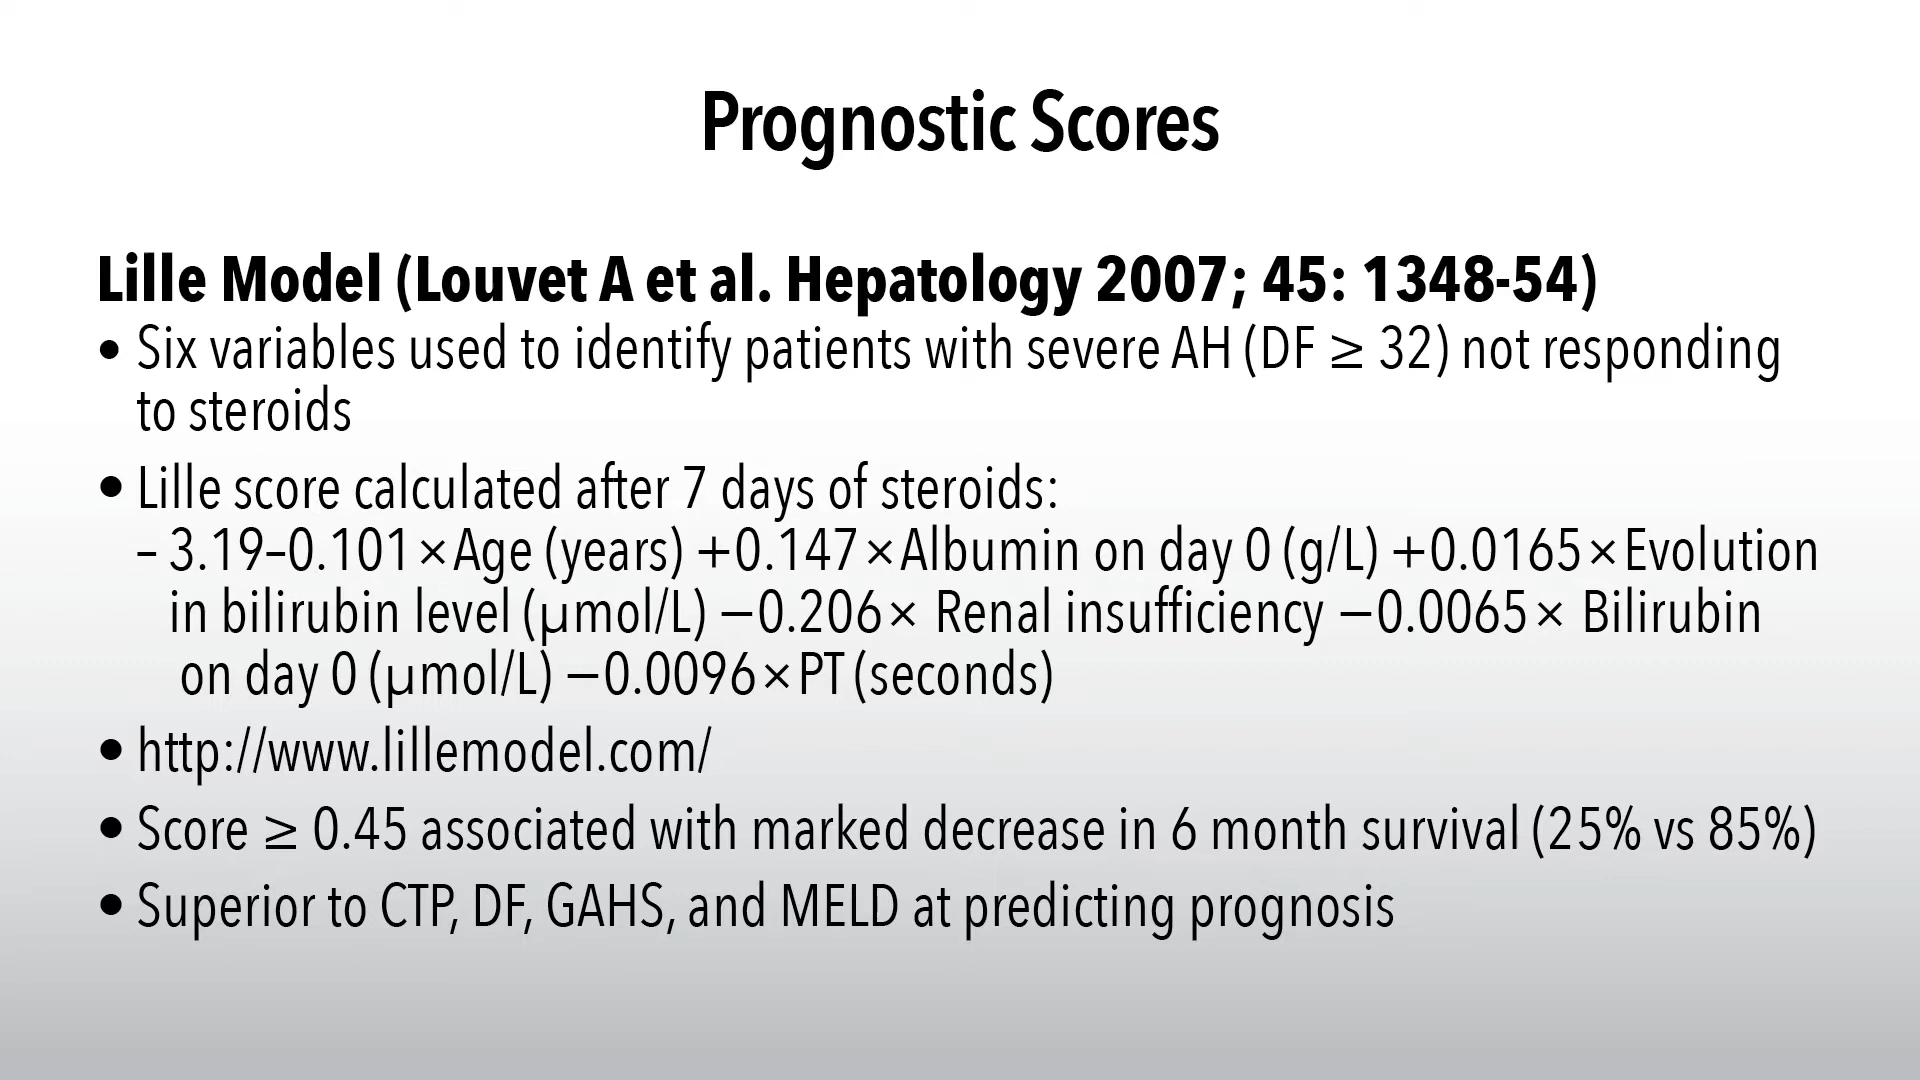 Prognostic Scores
Lille Model (Louvet A et al. Hepatology 2007; 45: 1348-54)
• Six variables used to identify patients with severe AH (DF ≥ 32) not responding
to steroids
• Lille score calculated after 7 days of steroids:
– 3.19–0.101×Age (years) +0.147×Albumin on day 0 (g/L) +0.0165×Evolution
in bilirubin level (μmol/L) —0.206× Renal insufficiency —0.0065× Bilirubin
on day 0 (μmol/L) —0.0096×PT (seconds)
• http://www.lillemodel.com/
• Score ≥ 0.45 associated with marked decrease in 6 month survival (25% vs 85%)
• Superior to CTP, DF, GAHS, and MELD at predicting prognosis